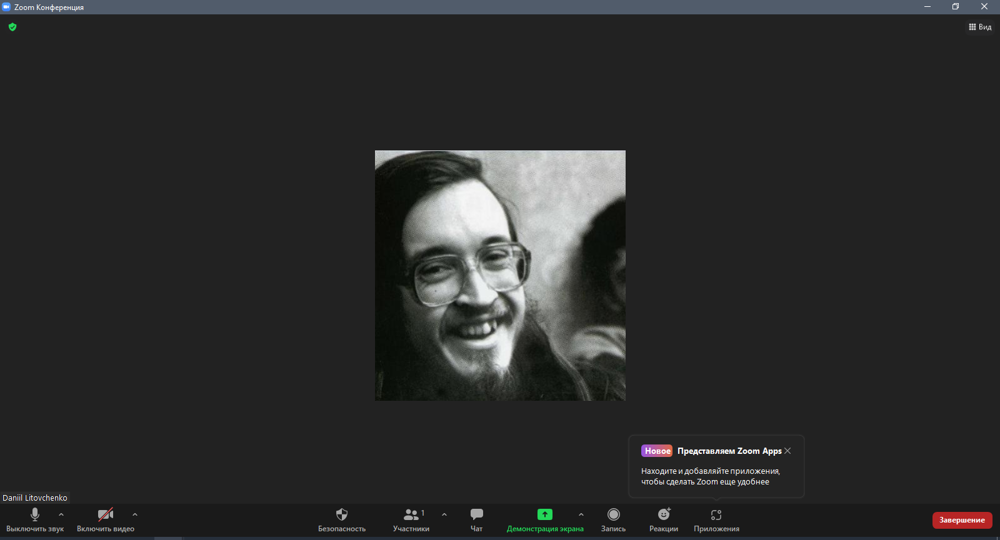 Zoom Конференция
Вид
Новое Представляем Zoom Apps
Находите и добавляйте приложения,
чтобы сделать Zoom еще удобнее
Daniil Litovchenko
Выключить звук
Включить видео
Безопасность
1
Участники
Чат
Демонстрация экрана
Запись
Реакции
Приложения
Завершение